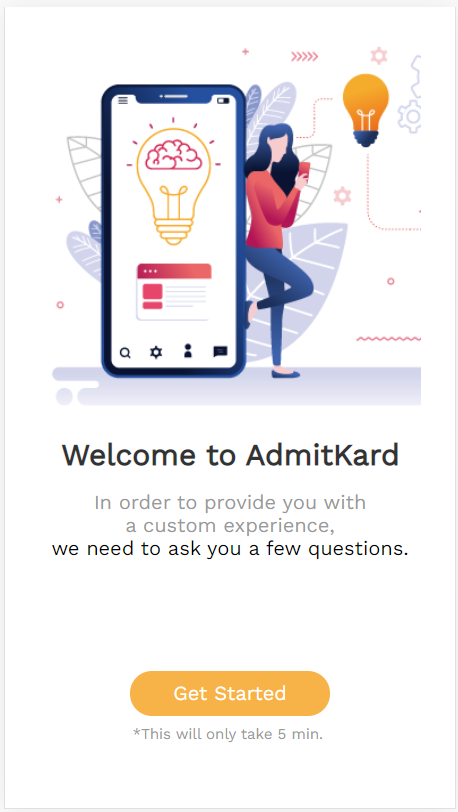 Welcome to AdmitKard
In order to provide you with
a custom experience,
we need to ask you a few questions.
Get Started
*This will only take 5 min.